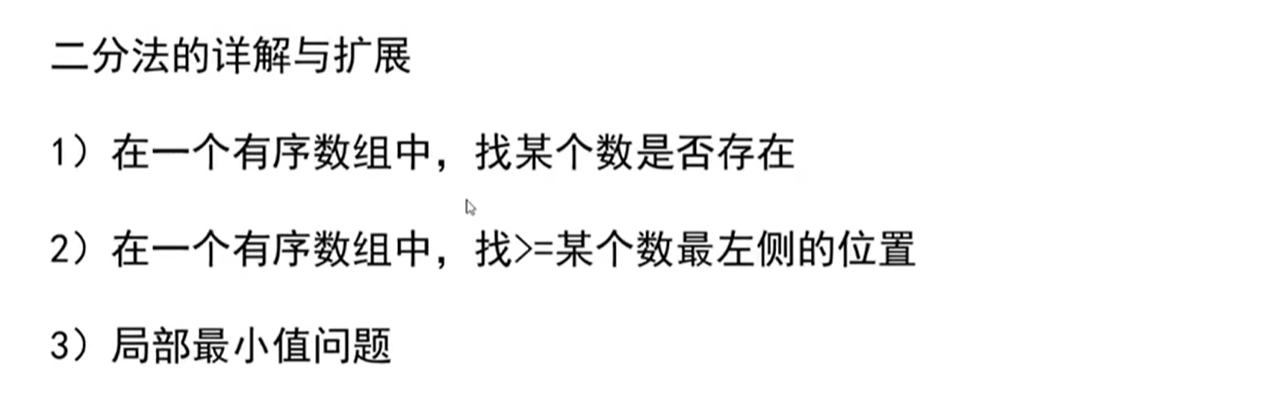 二分法的详解与扩展
1）在一个有序数组中，找某个数是否存在
2）在一个有序数组中，找>=某个数最左侧的位置
3）局部最小值问题